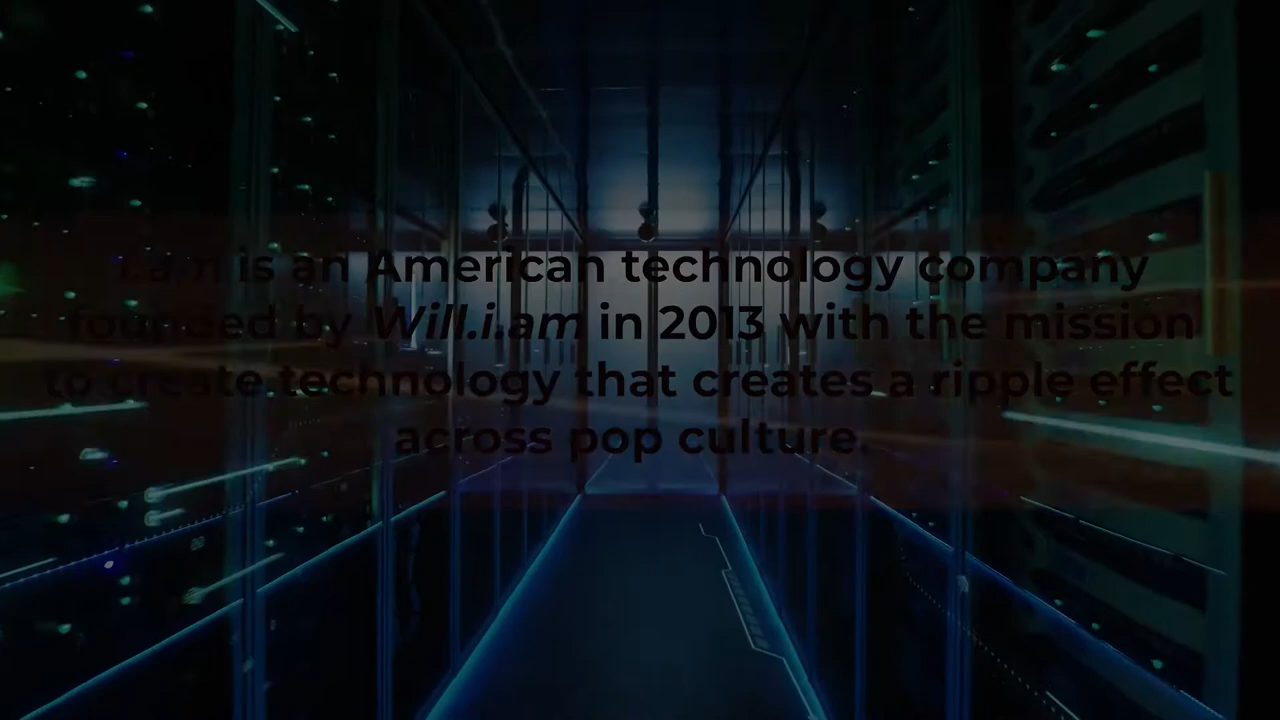 i.am is an American technology company
founded by Will.i.am in 2013 with the mission
to create technology that creates a ripple effect
across pop culture.